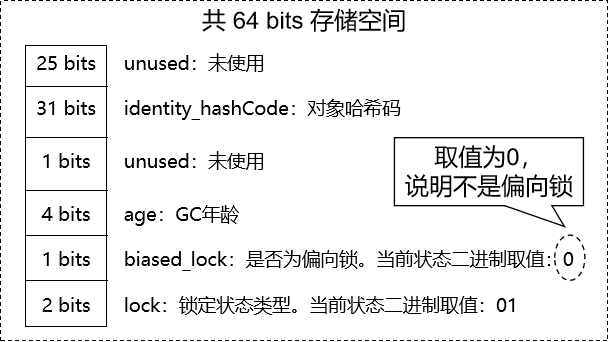 共 64 bits 存储空间
25 bits unused：未使用
31 bits identity_hashCode：对象哈希码
1 bits unused：未使用
取值为0，
说明不是偏向锁
4 bits age：GC年龄
1 bits biased_lock：是否为偏向锁。当前状态二进制取值：0
2 bits lock：锁定状态类型。当前状态二进制取值：01